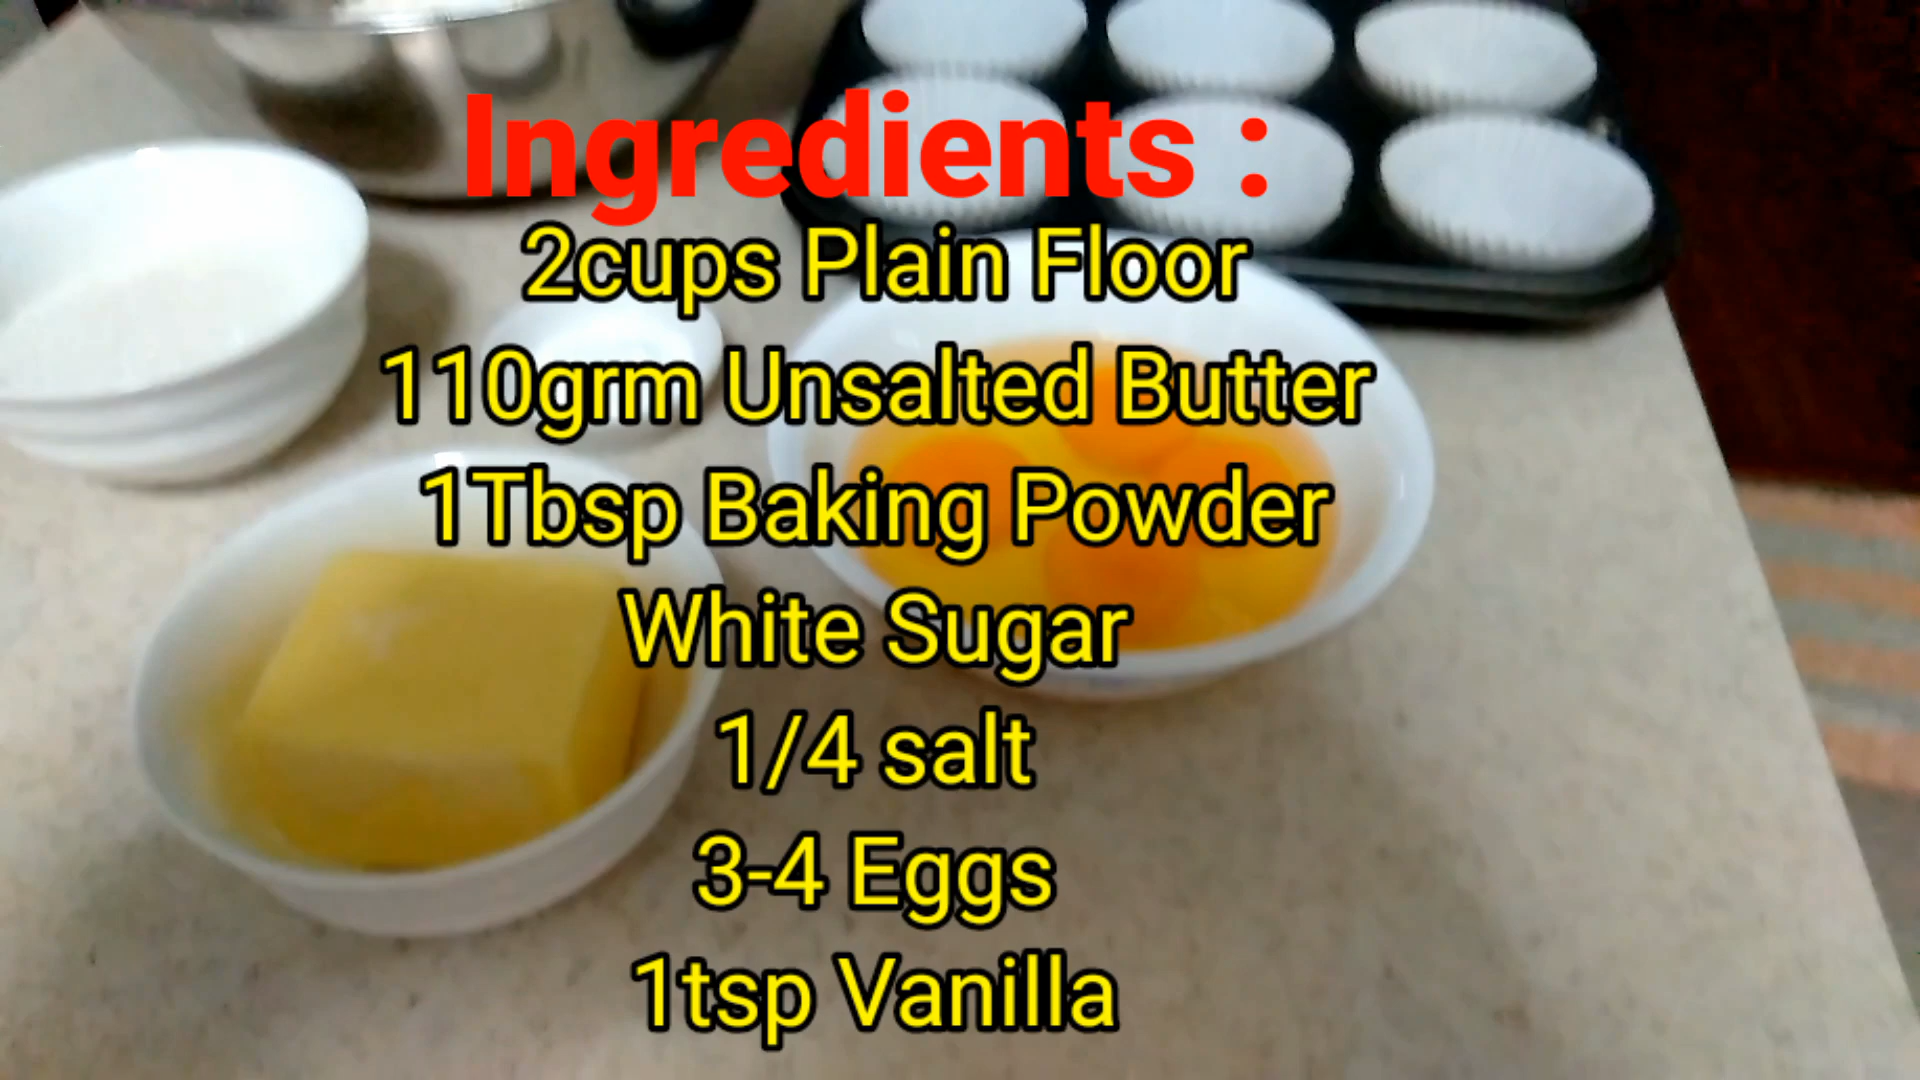 Ingredients :
2cups Plain Floor
110grm Unsalted Butter
1Tbsp Baking Powder
White Sugar
1/4 salt
3-4 Eggs
1tsp Vanilla